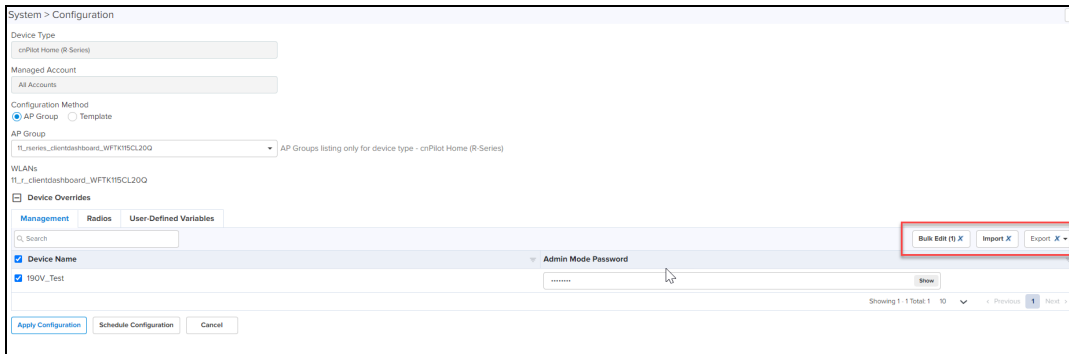 System > Configuration
Device Type
cnPilot Home (R-Series)
Managed Account
All Accounts
Configuration Method
AP Group Template
AP Group
11_rseries_clientdashboard_WFTK115CL20Q AP Groups listing only for device type - cnPilot Home (R-Series)
WLANs
11_r_clientdashboard_WFTK115CL20Q
Device Overrides
Management Radios User-Defined Variables
Search Bulk Edit (1) X Import X Export X
Device Name Admin Mode Password
190V_Test ........ Show
Showing 1 - 1 Total: 1 10 < Previous 1 Next >
Apply Configuration Schedule Configuration Cancel